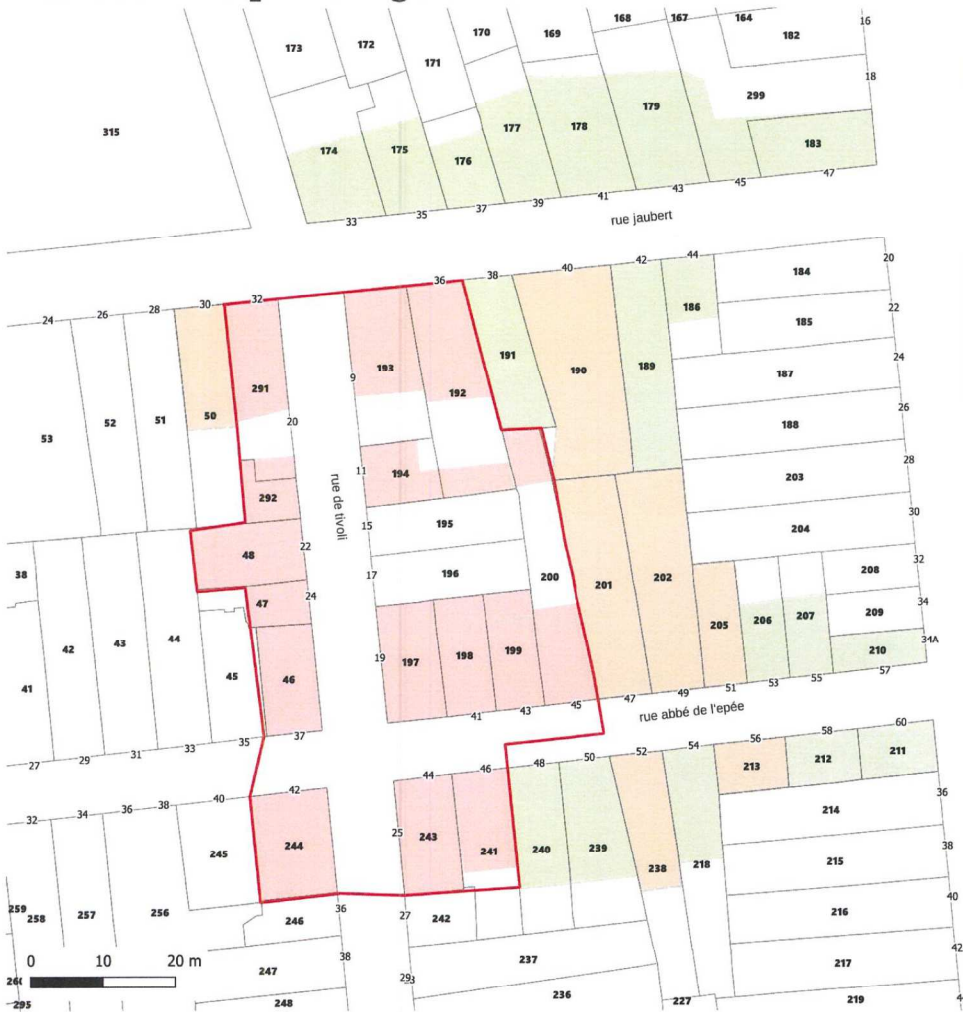 173 172 171 170 169 168 167 164 182 16
18
315
174 175 176 177 178 179 299 183
33 35 37 39 41 43 45 47
rue jaubert
24 26 28 30 32 36 38 40 42 44 20
184
186
185 22
53 52 51 50 291 20 9 193 192 191 190 189 187 24
188 26
11 194 203 28
292
rue de tivoli
15 195 204 30
38 48 22 17 196 200 201 202 208 32
42 43 44 47 24 205 206 207 209 34
41 45 46 19 197 198 199 210 34A
27 29 31 33 35 37 41 43 45 47 49 51 53 55 57
rue abbé de l'epée
32 34 36 38 40 42 44 46 48 50 52 54 56 58 60
213 212 211
36
214
245 244 25 243 241 240 239 238 218 215 38
259 258 257 256 246 36 27 242 216 40
0 10 20 m
247 38 237 217 42
295 248 236 227 219